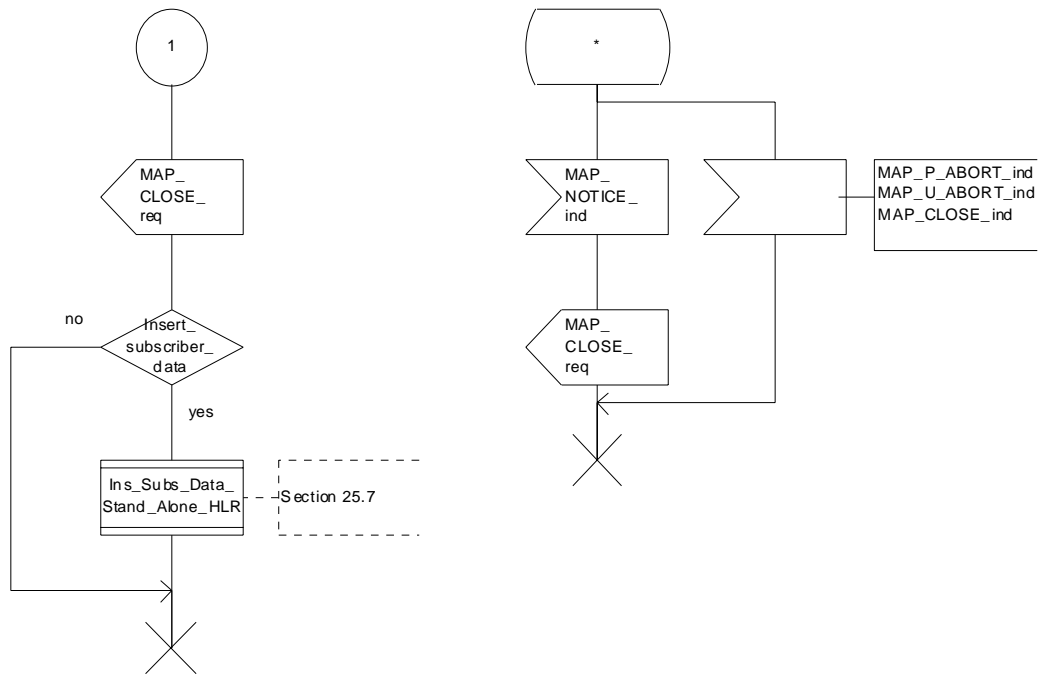 1
MAP_
CLOSE_
req
no
Insert_
subscriber_
data
yes
Ins_Subs_Data_
Stand_Alone_HLR
Section 25.7
*
MAP_
NOTICE_
ind
MAP_P_ABORT_ind
MAP_U_ABORT_ind
MAP_CLOSE_ind
MAP_
CLOSE_
req